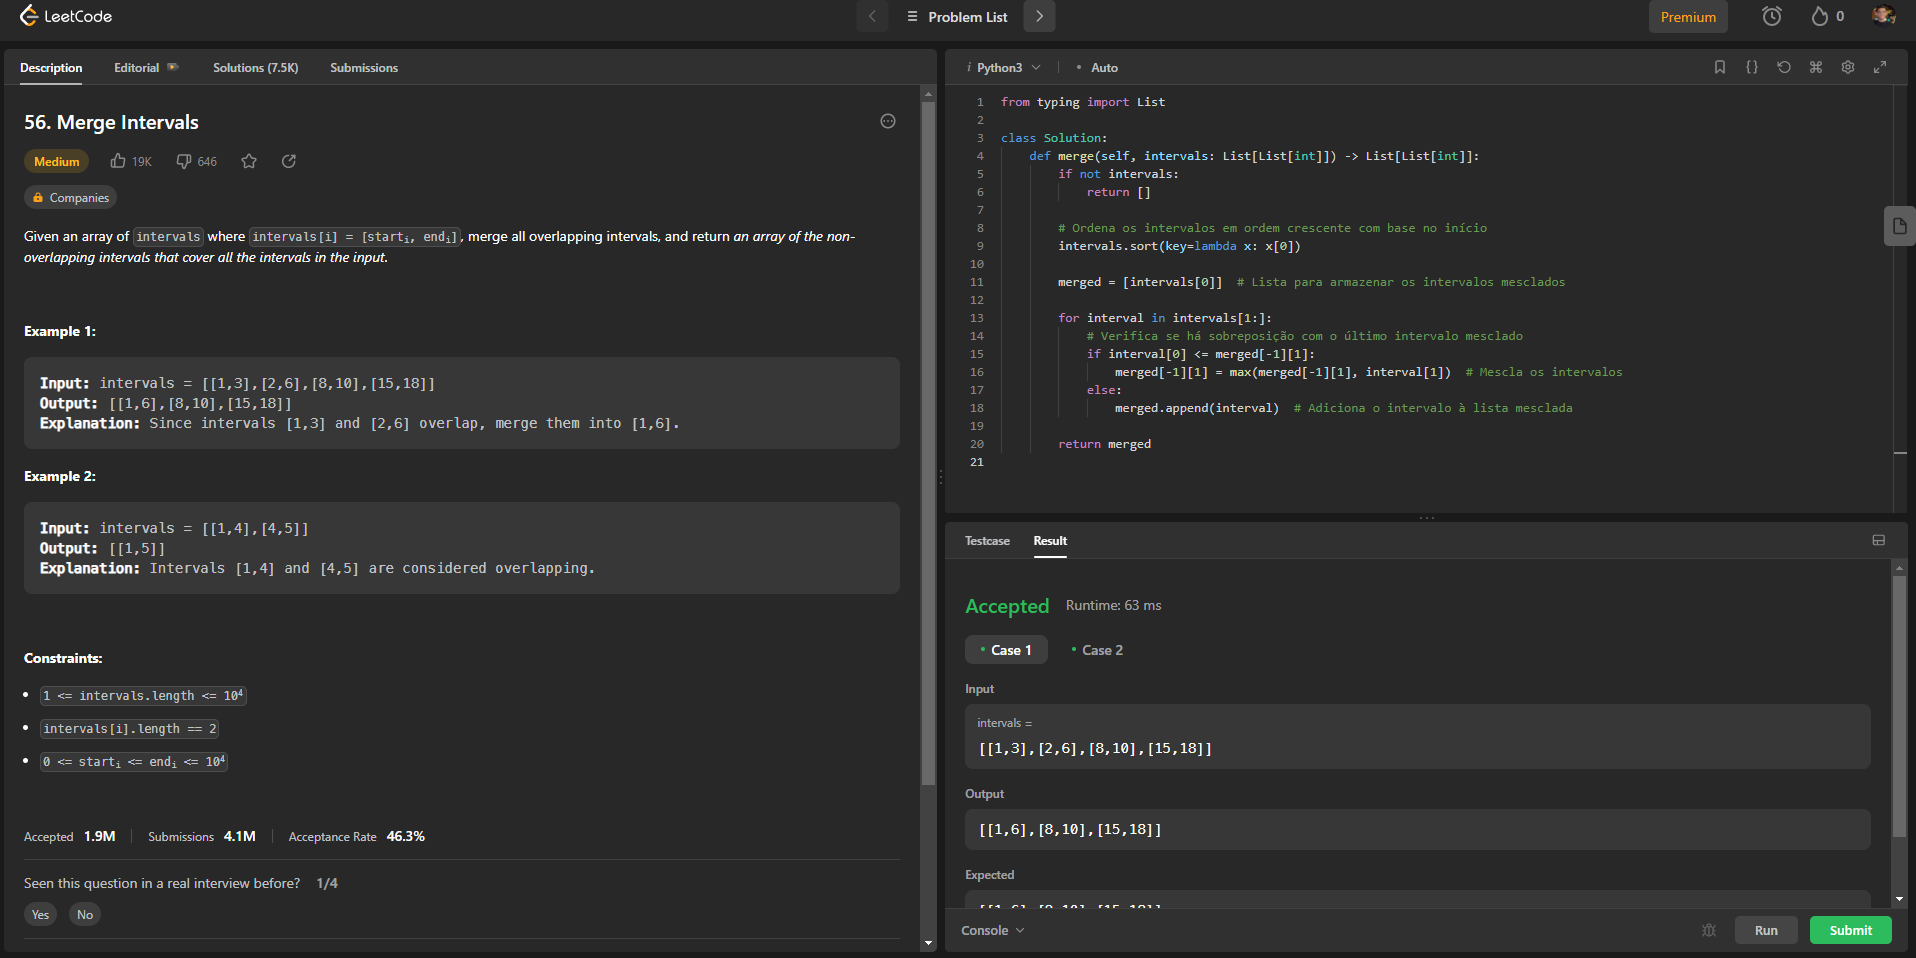 LeetCode
Problem List
Premium
0
Description
Editorial
Solutions (7.5K)
Submissions
56. Merge Intervals
Medium
19K
646
Companies
Given an array of intervals where intervals[i] = [starti, endi], merge all overlapping intervals, and return an array of the non-
overlapping intervals that cover all the intervals in the input.
Example 1:
Input: intervals = [[1,3],[2,6],[8,10],[15,18]]
Output: [[1,6],[8,10],[15,18]]
Explanation: Since intervals [1,3] and [2,6] overlap, merge them into [1,6].
Example 2:
Input: intervals = [[1,4],[4,5]]
Output: [[1,5]]
Explanation: Intervals [1,4] and [4,5] are considered overlapping.
Constraints:
1 <= intervals.length <= 10⁴
intervals[i].length == 2
0 <= starti <= endi <= 10⁴
Accepted 1.9M
Submissions 4.1M
Acceptance Rate 46.3%
Seen this question in a real interview before? 1/4
Yes
No
i Python3
• Auto
1 from typing import List
2
3 class Solution:
4     def merge(self, intervals: List[List[int]]) -> List[List[int]]:
5         if not intervals:
6             return []
7
8         # Ordena os intervalos em ordem crescente com base no início
9         intervals.sort(key=lambda x: x[0])
10
11         merged = [intervals[0]]  # Lista para armazenar os intervalos mesclados
12
13         for interval in intervals[1:]:
14             # Verifica se há sobreposição com o último intervalo mesclado
15             if interval[0] <= merged[-1][1]:
16                 merged[-1][1] = max(merged[-1][1], interval[1])  # Mescla os intervalos
17             else:
18                 merged.append(interval)  # Adiciona o intervalo à lista mesclada
19
20         return merged
21
Testcase
Result
Accepted
Runtime: 63 ms
• Case 1
• Case 2
Input
intervals =
[[1,3],[2,6],[8,10],[15,18]]
Output
[[1,6],[8,10],[15,18]]
Expected
[[1,6],[8,10],[15,18]]
Console
Run
Submit